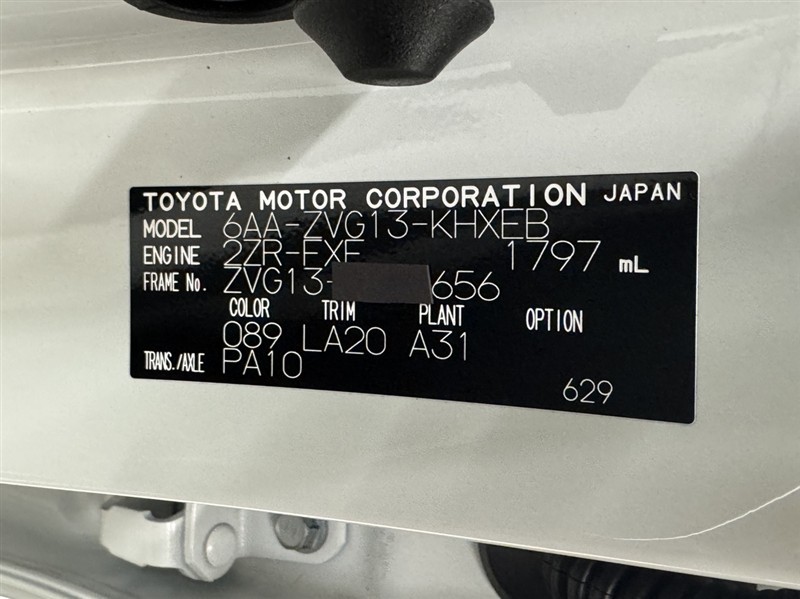 TOYOTA MOTOR CORPORATION JAPAN
MODEL 6AA-ZVG13-KHXEB
ENGINE 2ZR-FXE 1797 mL
FRAME No. ZVG13- 656
COLOR TRIM PLANT OPTION
089 LA20 A31
TRANS./AXLE PA10
629